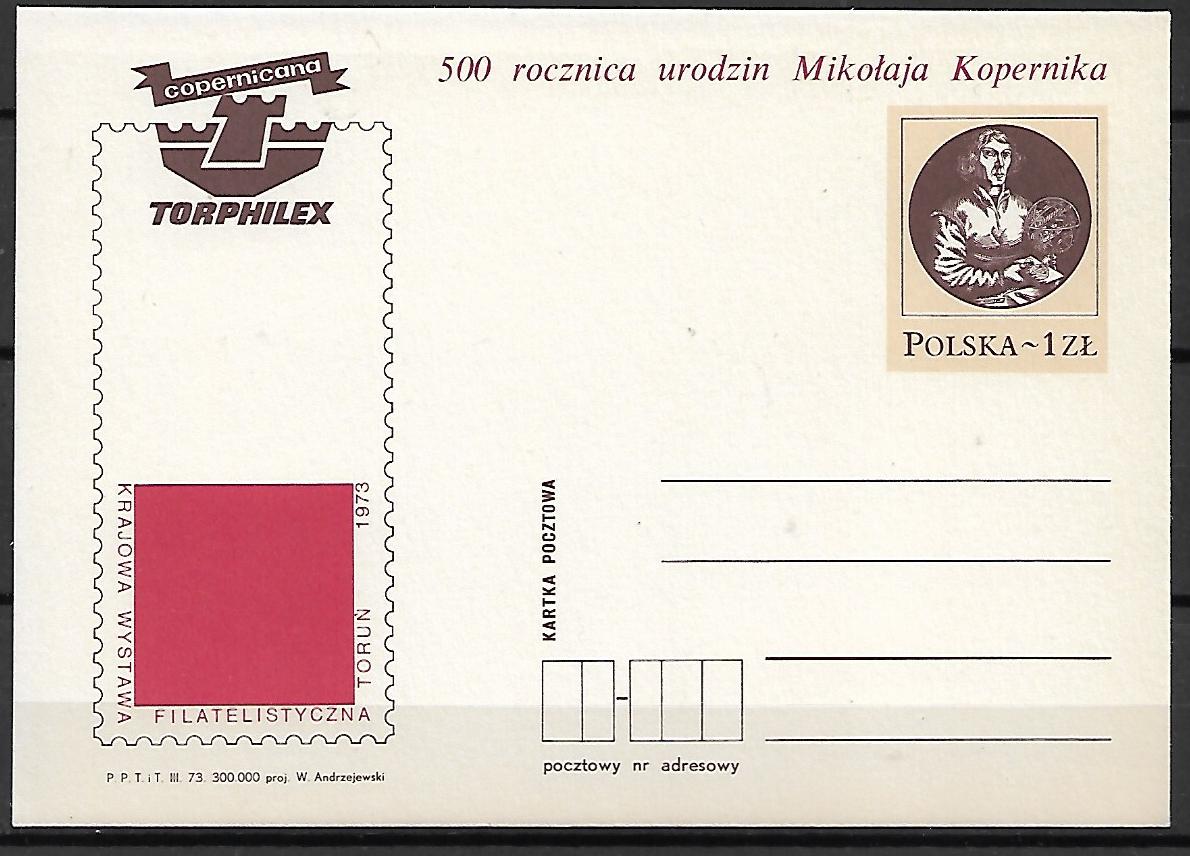 copernicana
TORPHILEX
500 rocznica urodzin Mikołaja Kopernika
POLSKA~1ZŁ
KRAJOWA WYSTAWA
FILATELISTYCZNA
TORUŃ 1973
KARTKA POCZTOWA
-
pocztowy nr adresowy
P. P. T. i T. III. 73. 300.000 proj. W. Andrzejewski